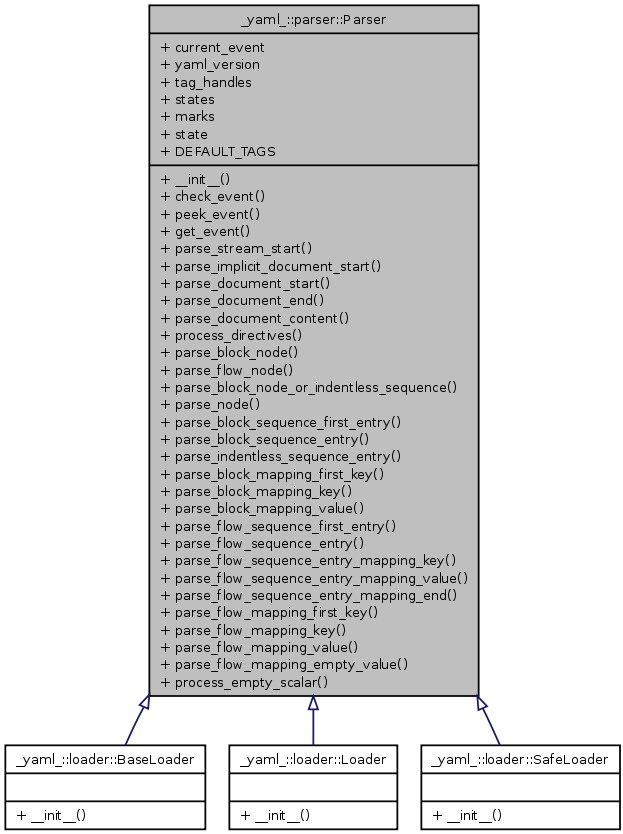 _yaml_::parser::Parser
+ current_event
+ yaml_version
+ tag_handles
+ states
+ marks
+ state
+ DEFAULT_TAGS
+ __init__()
+ check_event()
+ peek_event()
+ get_event()
+ parse_stream_start()
+ parse_implicit_document_start()
+ parse_document_start()
+ parse_document_end()
+ parse_document_content()
+ process_directives()
+ parse_block_node()
+ parse_flow_node()
+ parse_block_node_or_indentless_sequence()
+ parse_node()
+ parse_block_sequence_first_entry()
+ parse_block_sequence_entry()
+ parse_indentless_sequence_entry()
+ parse_block_mapping_first_key()
+ parse_block_mapping_key()
+ parse_block_mapping_value()
+ parse_flow_sequence_first_entry()
+ parse_flow_sequence_entry()
+ parse_flow_sequence_entry_mapping_key()
+ parse_flow_sequence_entry_mapping_value()
+ parse_flow_sequence_entry_mapping_end()
+ parse_flow_mapping_first_key()
+ parse_flow_mapping_key()
+ parse_flow_mapping_value()
+ parse_flow_mapping_empty_value()
+ process_empty_scalar()
_yaml_::loader::BaseLoader
+ __init__()
_yaml_::loader::Loader
+ __init__()
_yaml_::loader::SafeLoader
+ __init__()